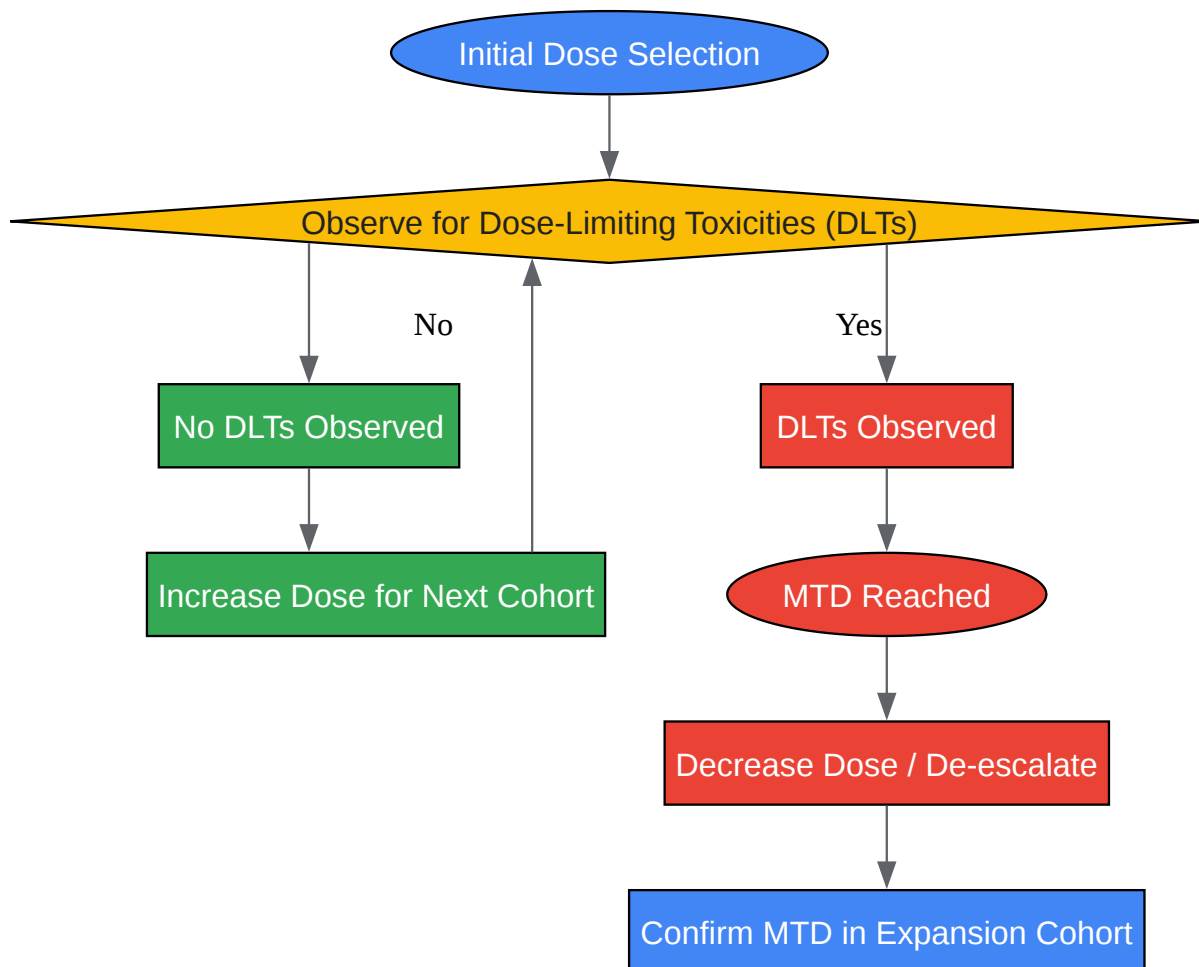 Initial Dose Selection
Observe for Dose-Limiting Toxicities (DLTs)
No
Yes
No DLTs Observed
DLTs Observed
Increase Dose for Next Cohort
MTD Reached
Decrease Dose / De-escalate
Confirm MTD in Expansion Cohort